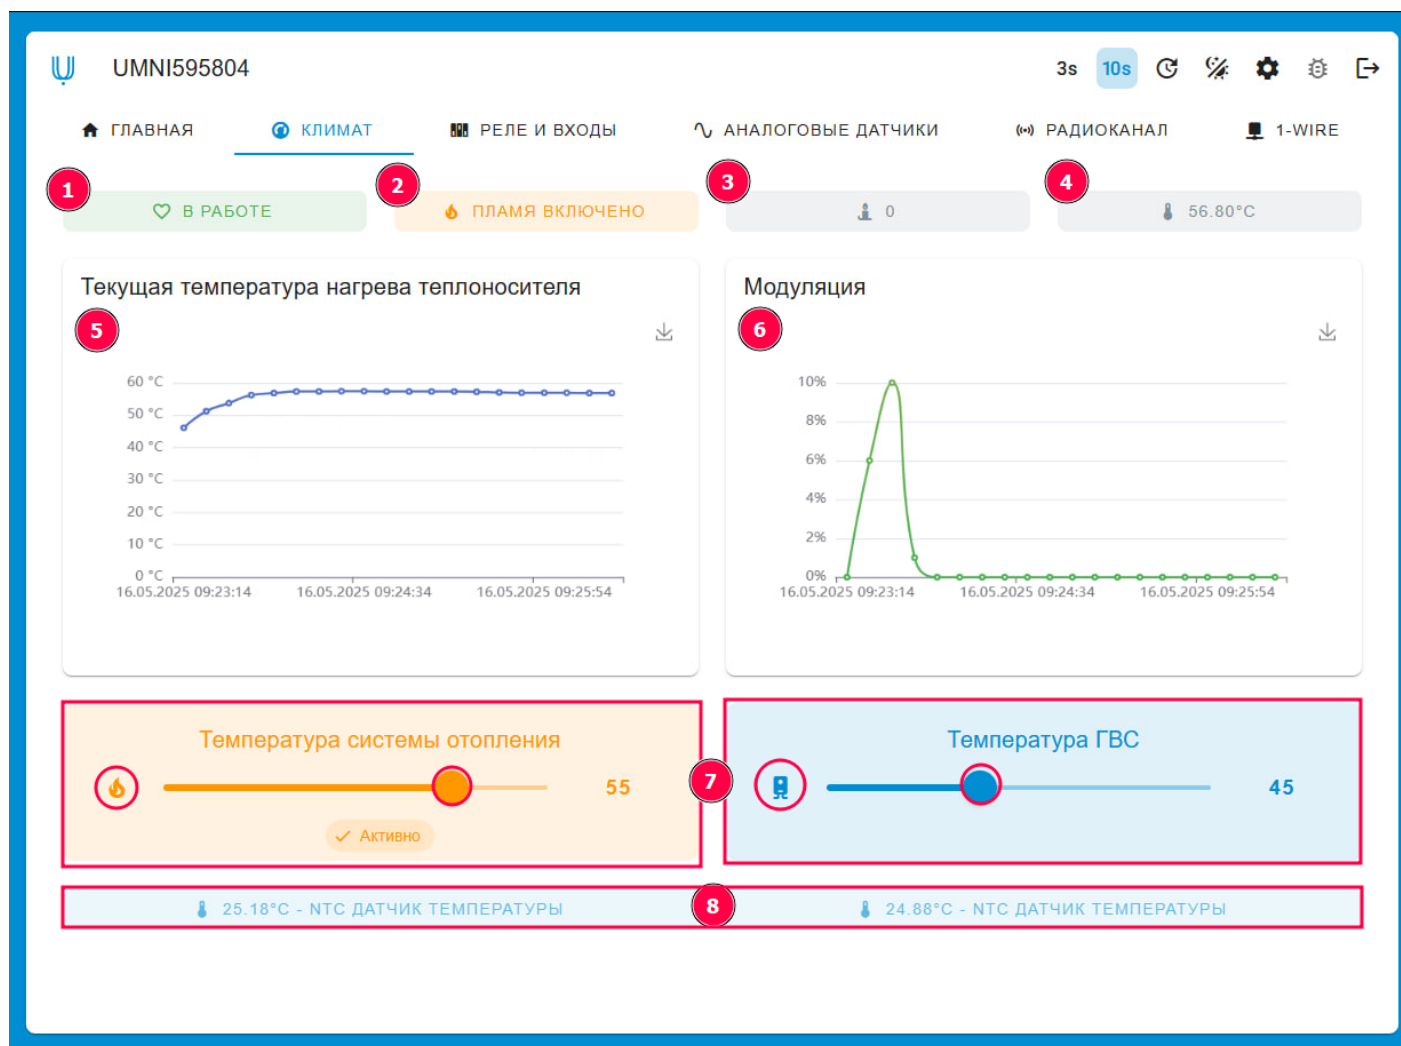 UMNI595804
3s 10s
ГЛАВНАЯ КЛИМАТ РЕЛЕ И ВХОДЫ АНАЛОГОВЫЕ ДАТЧИКИ РАДИОКАНАЛ 1-WIRE
1 2 3 4
В РАБОТЕ ПЛАМЯ ВКЛЮЧЕНО 0 56.80°C
Текущая температура нагрева теплоносителя
5
60 °C
50 °C
40 °C
30 °C
20 °C
10 °C
0 °C
16.05.2025 09:23:14 16.05.2025 09:24:34 16.05.2025 09:25:54
Модуляция
6
10%
8%
6%
4%
2%
0%
16.05.2025 09:23:14 16.05.2025 09:24:34 16.05.2025 09:25:54
Температура системы отопления
55
Активно
7
Температура ГВС
45
25.18°C - NTC ДАТЧИК ТЕМПЕРАТУРЫ
8
24.88°C - NTC ДАТЧИК ТЕМПЕРАТУРЫ